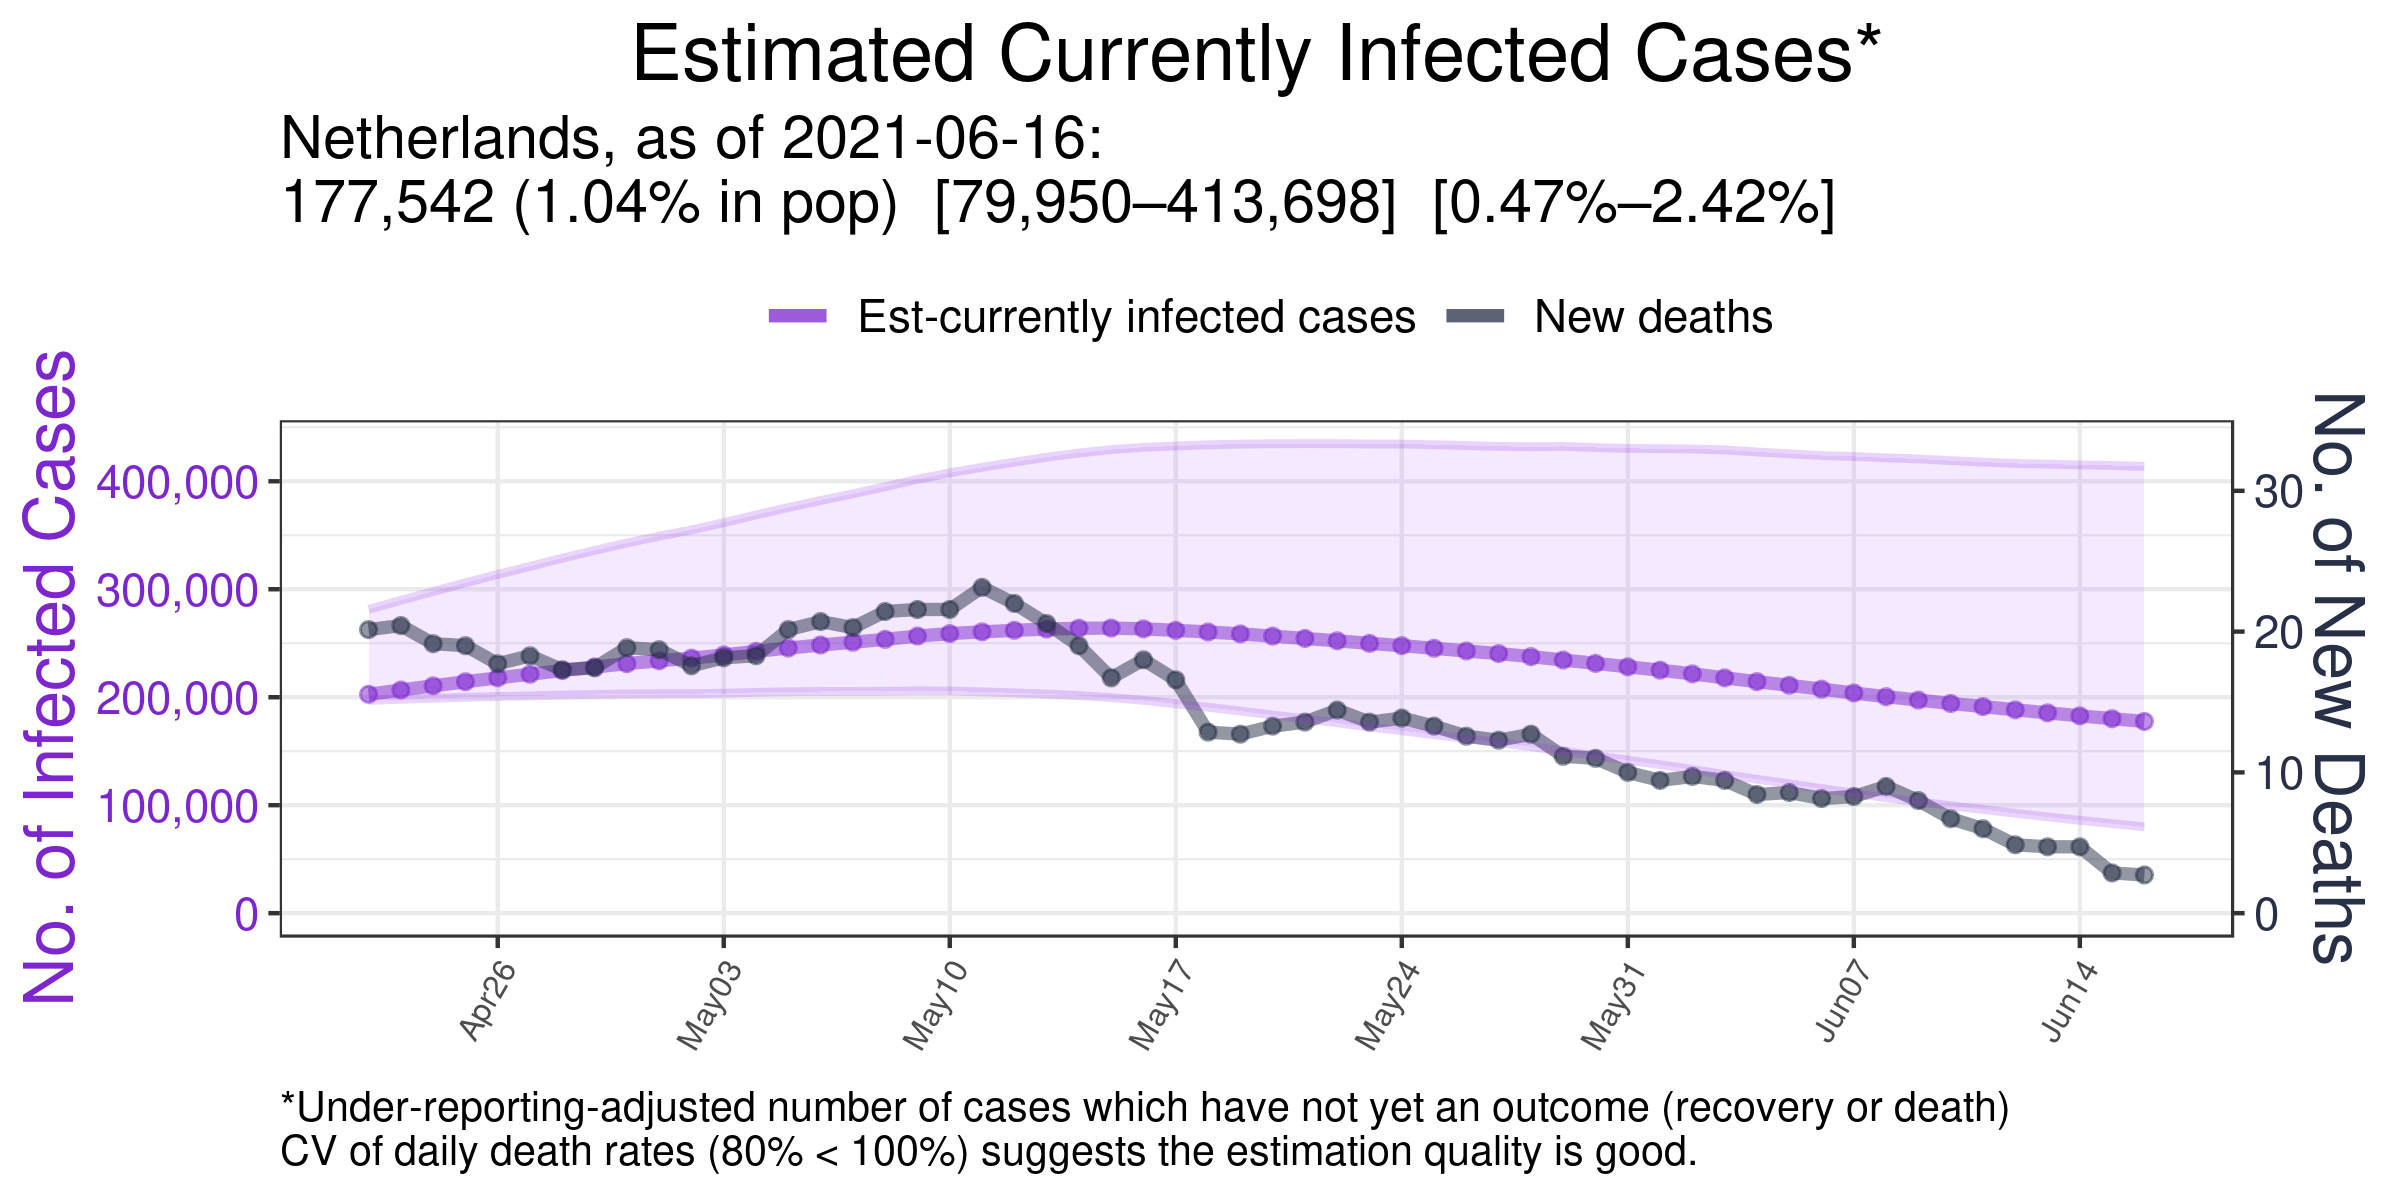 Estimated Currently Infected Cases*
Netherlands, as of 2021-06-16:
177,542 (1.04% in pop)  [79,950–413,698]  [0.47%–2.42%]
Est-currently infected cases
New deaths
No. of Infected Cases
400,000
300,000
200,000
100,000
0
30
20
10
0
No. of New Deaths
Apr26
May03
May10
May17
May24
May31
Jun07
Jun14
*Under-reporting-adjusted number of cases which have not yet an outcome (recovery or death)
CV of daily death rates (80% < 100%) suggests the estimation quality is good.